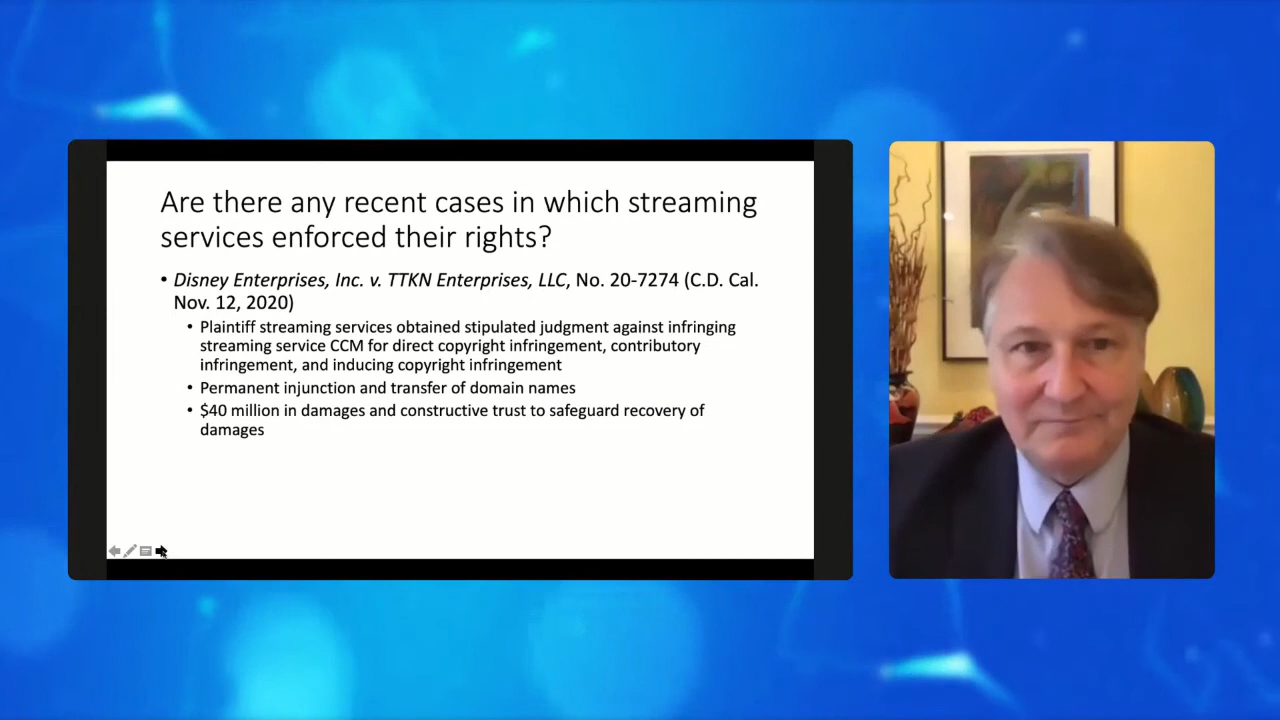 Are there any recent cases in which streaming
services enforced their rights?
• Disney Enterprises, Inc. v. TTKN Enterprises, LLC, No. 20-7274 (C.D. Cal.
Nov. 12, 2020)
• Plaintiff streaming services obtained stipulated judgment against infringing
streaming service CCM for direct copyright infringement, contributory
infringement, and inducing copyright infringement
• Permanent injunction and transfer of domain names
• $40 million in damages and constructive trust to safeguard recovery of
damages